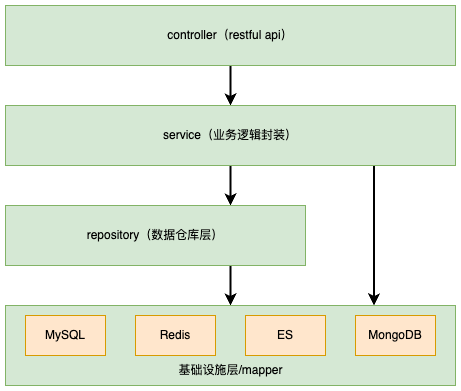 controller（restful api）
service（业务逻辑封装）
repository（数据仓库层）
MySQL
Redis
ES
MongoDB
基础设施层/mapper